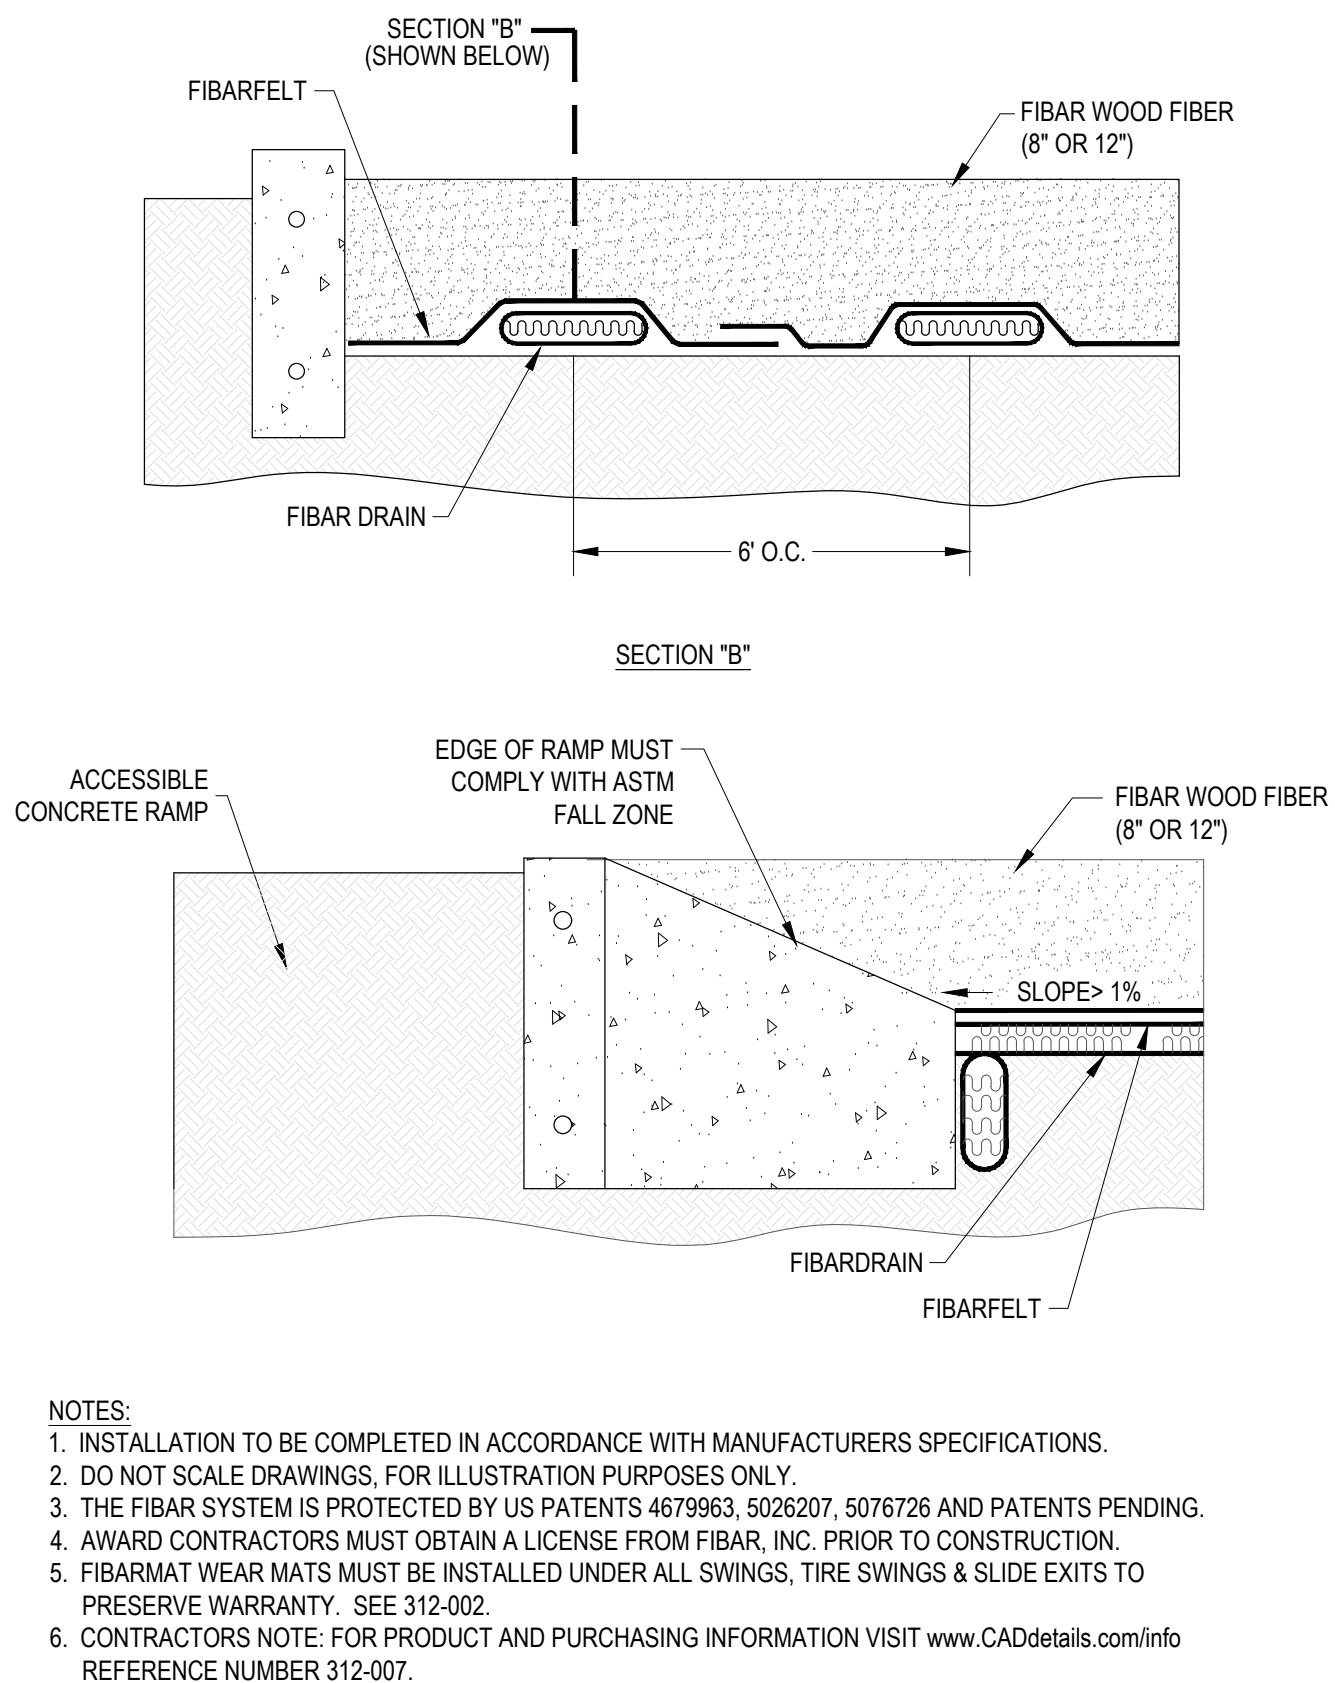 SECTION "B"
(SHOWN BELOW)
FIBARFELT
FIBAR WOOD FIBER
(8" OR 12")
FIBAR DRAIN
6' O.C.
SECTION "B"
EDGE OF RAMP MUST
COMPLY WITH ASTM
FALL ZONE
ACCESSIBLE
CONCRETE RAMP
FIBAR WOOD FIBER
(8" OR 12")
SLOPE> 1%
FIBARDRAIN
FIBARFELT
NOTES:
1. INSTALLATION TO BE COMPLETED IN ACCORDANCE WITH MANUFACTURERS SPECIFICATIONS.
2. DO NOT SCALE DRAWINGS, FOR ILLUSTRATION PURPOSES ONLY.
3. THE FIBAR SYSTEM IS PROTECTED BY US PATENTS 4679963, 5026207, 5076726 AND PATENTS PENDING.
4. AWARD CONTRACTORS MUST OBTAIN A LICENSE FROM FIBAR, INC. PRIOR TO CONSTRUCTION.
5. FIBARMAT WEAR MATS MUST BE INSTALLED UNDER ALL SWINGS, TIRE SWINGS & SLIDE EXITS TO
PRESERVE WARRANTY. SEE 312-002.
6. CONTRACTORS NOTE: FOR PRODUCT AND PURCHASING INFORMATION VISIT www.CADdetails.com/info
REFERENCE NUMBER 312-007.